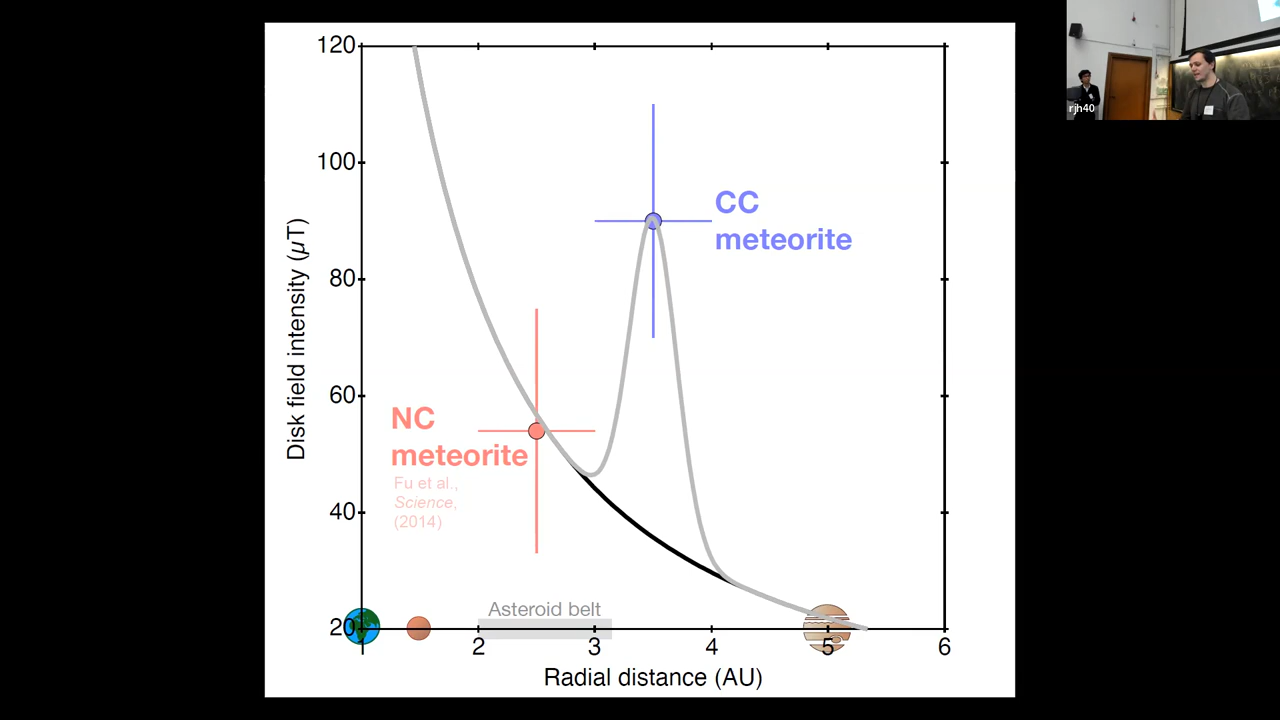 120
100
80
60
40
20
Disk field intensity (μT)
CC
meteorite
NC
meteorite
Fu et al.,
Science,
(2014)
Asteroid belt
1
2
3
4
5
6
Radial distance (AU)
rjh40